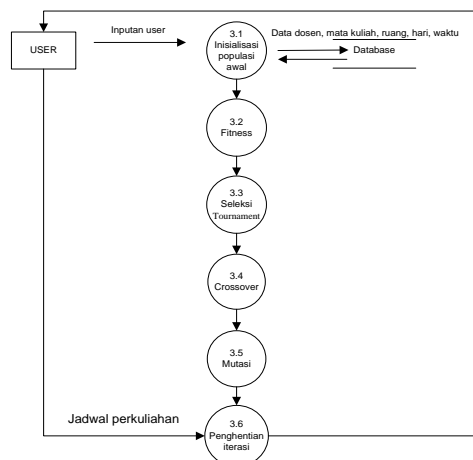 USER
Inputan user
3.1
Inisialisasi
populasi
awal
Data dosen, mata kuliah, ruang, hari, waktu
Database
3.2
Fitness
3.3
Seleksi
Tournament
3.4
Crossover
3.5
Mutasi
Jadwal perkuliahan
3.6
Penghentian
iterasi